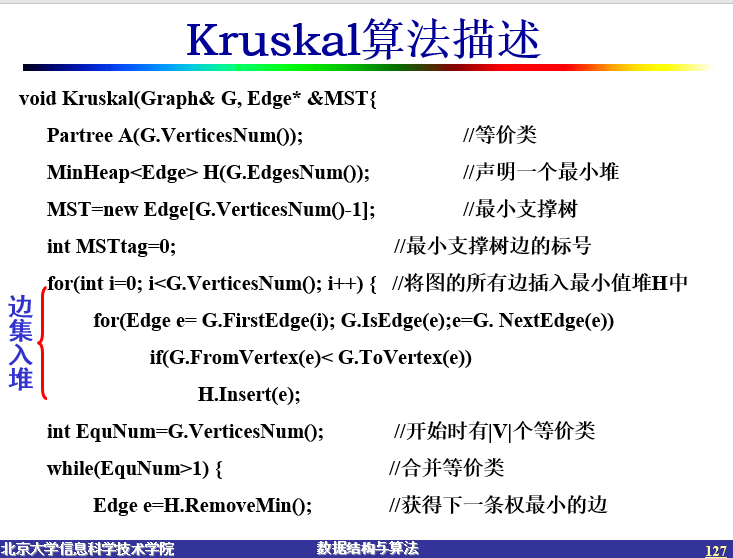 Kruskal算法描述
void Kruskal(Graph& G, Edge* &MST{
Partree A(G.VerticesNum()); //等价类
MinHeap<Edge> H(G.EdgesNum()); //声明一个最小堆
MST=new Edge[G.VerticesNum()-1]; //最小支撑树
int MSTtag=0; //最小支撑树边的标号
for(int i=0; i<G.VerticesNum(); i++) { //将图的所有边插入最小值堆H中
for(Edge e= G.FirstEdge(i); G.IsEdge(e);e=G. NextEdge(e))
if(G.FromVertex(e)< G.ToVertex(e))
H.Insert(e);
边集入堆
int EquNum=G.VerticesNum(); //开始时有|V|个等价类
while(EquNum>1) { //合并等价类
Edge e=H.RemoveMin(); //获得下一条权最小的边
北京大学信息科学技术学院 数据结构与算法 127